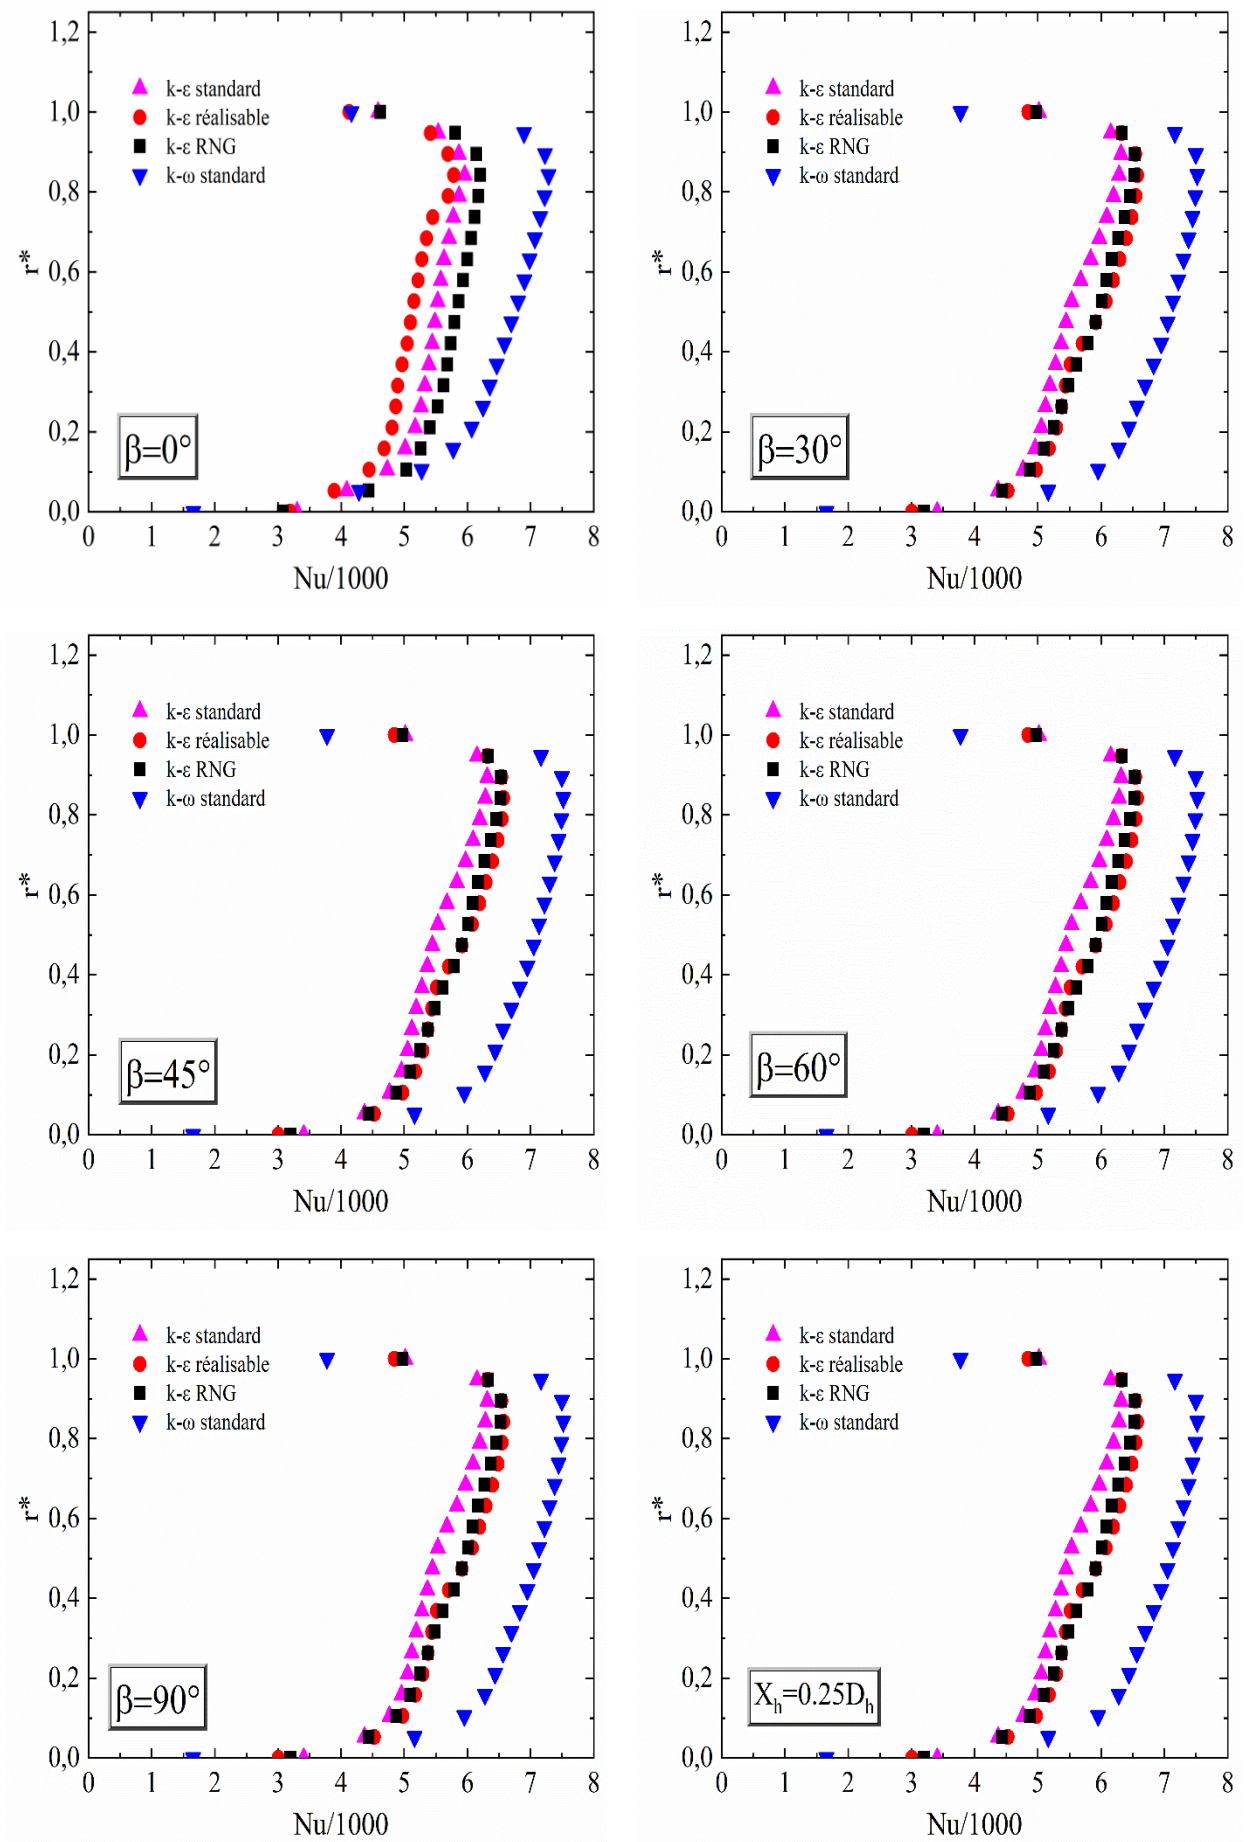 1,2
k-ε standard
1,0
k-ε réalisable
k-ε RNG
0,8
k-ω standard
r*
0,6
0,4
0,2
β=0°
0,0
0 1 2 3 4 5 6 7 8
Nu/1000
1,2
k-ε standard
1,0
k-ε réalisable
k-ε RNG
0,8
k-ω standard
r*
0,6
0,4
0,2
β=30°
0,0
0 1 2 3 4 5 6 7 8
Nu/1000
1,2
k-ε standard
1,0
k-ε réalisable
k-ε RNG
0,8
k-ω standard
r*
0,6
0,4
0,2
β=45°
0,0
0 1 2 3 4 5 6 7 8
Nu/1000
1,2
k-ε standard
1,0
k-ε réalisable
k-ε RNG
0,8
k-ω standard
r*
0,6
0,4
0,2
β=60°
0,0
0 1 2 3 4 5 6 7 8
Nu/1000
1,2
k-ε standard
1,0
k-ε réalisable
k-ε RNG
0,8
k-ω standard
r*
0,6
0,4
0,2
β=90°
0,0
0 1 2 3 4 5 6 7 8
Nu/1000
1,2
k-ε standard
1,0
k-ε réalisable
k-ε RNG
0,8
k-ω standard
r*
0,6
0,4
0,2
Xh=0.25Dh
0,0
0 1 2 3 4 5 6 7 8
Nu/1000